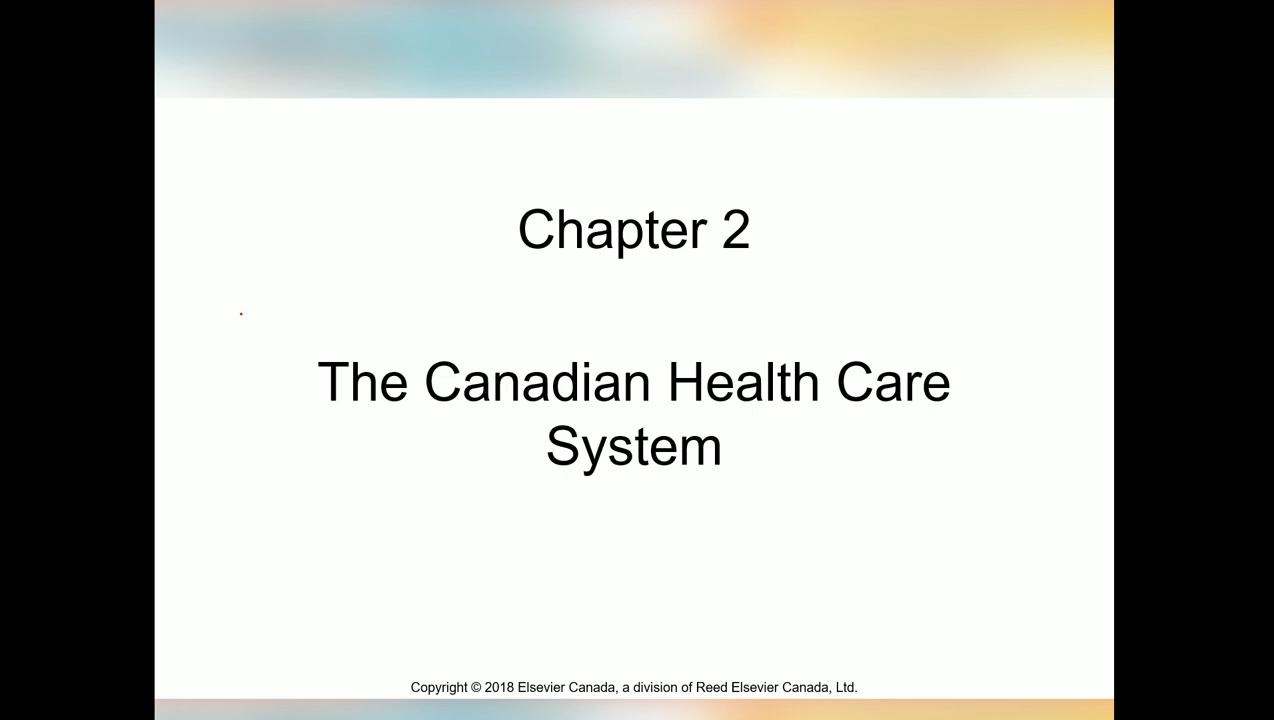 Chapter 2
The Canadian Health Care
System
Copyright © 2018 Elsevier Canada, a division of Reed Elsevier Canada, Ltd.